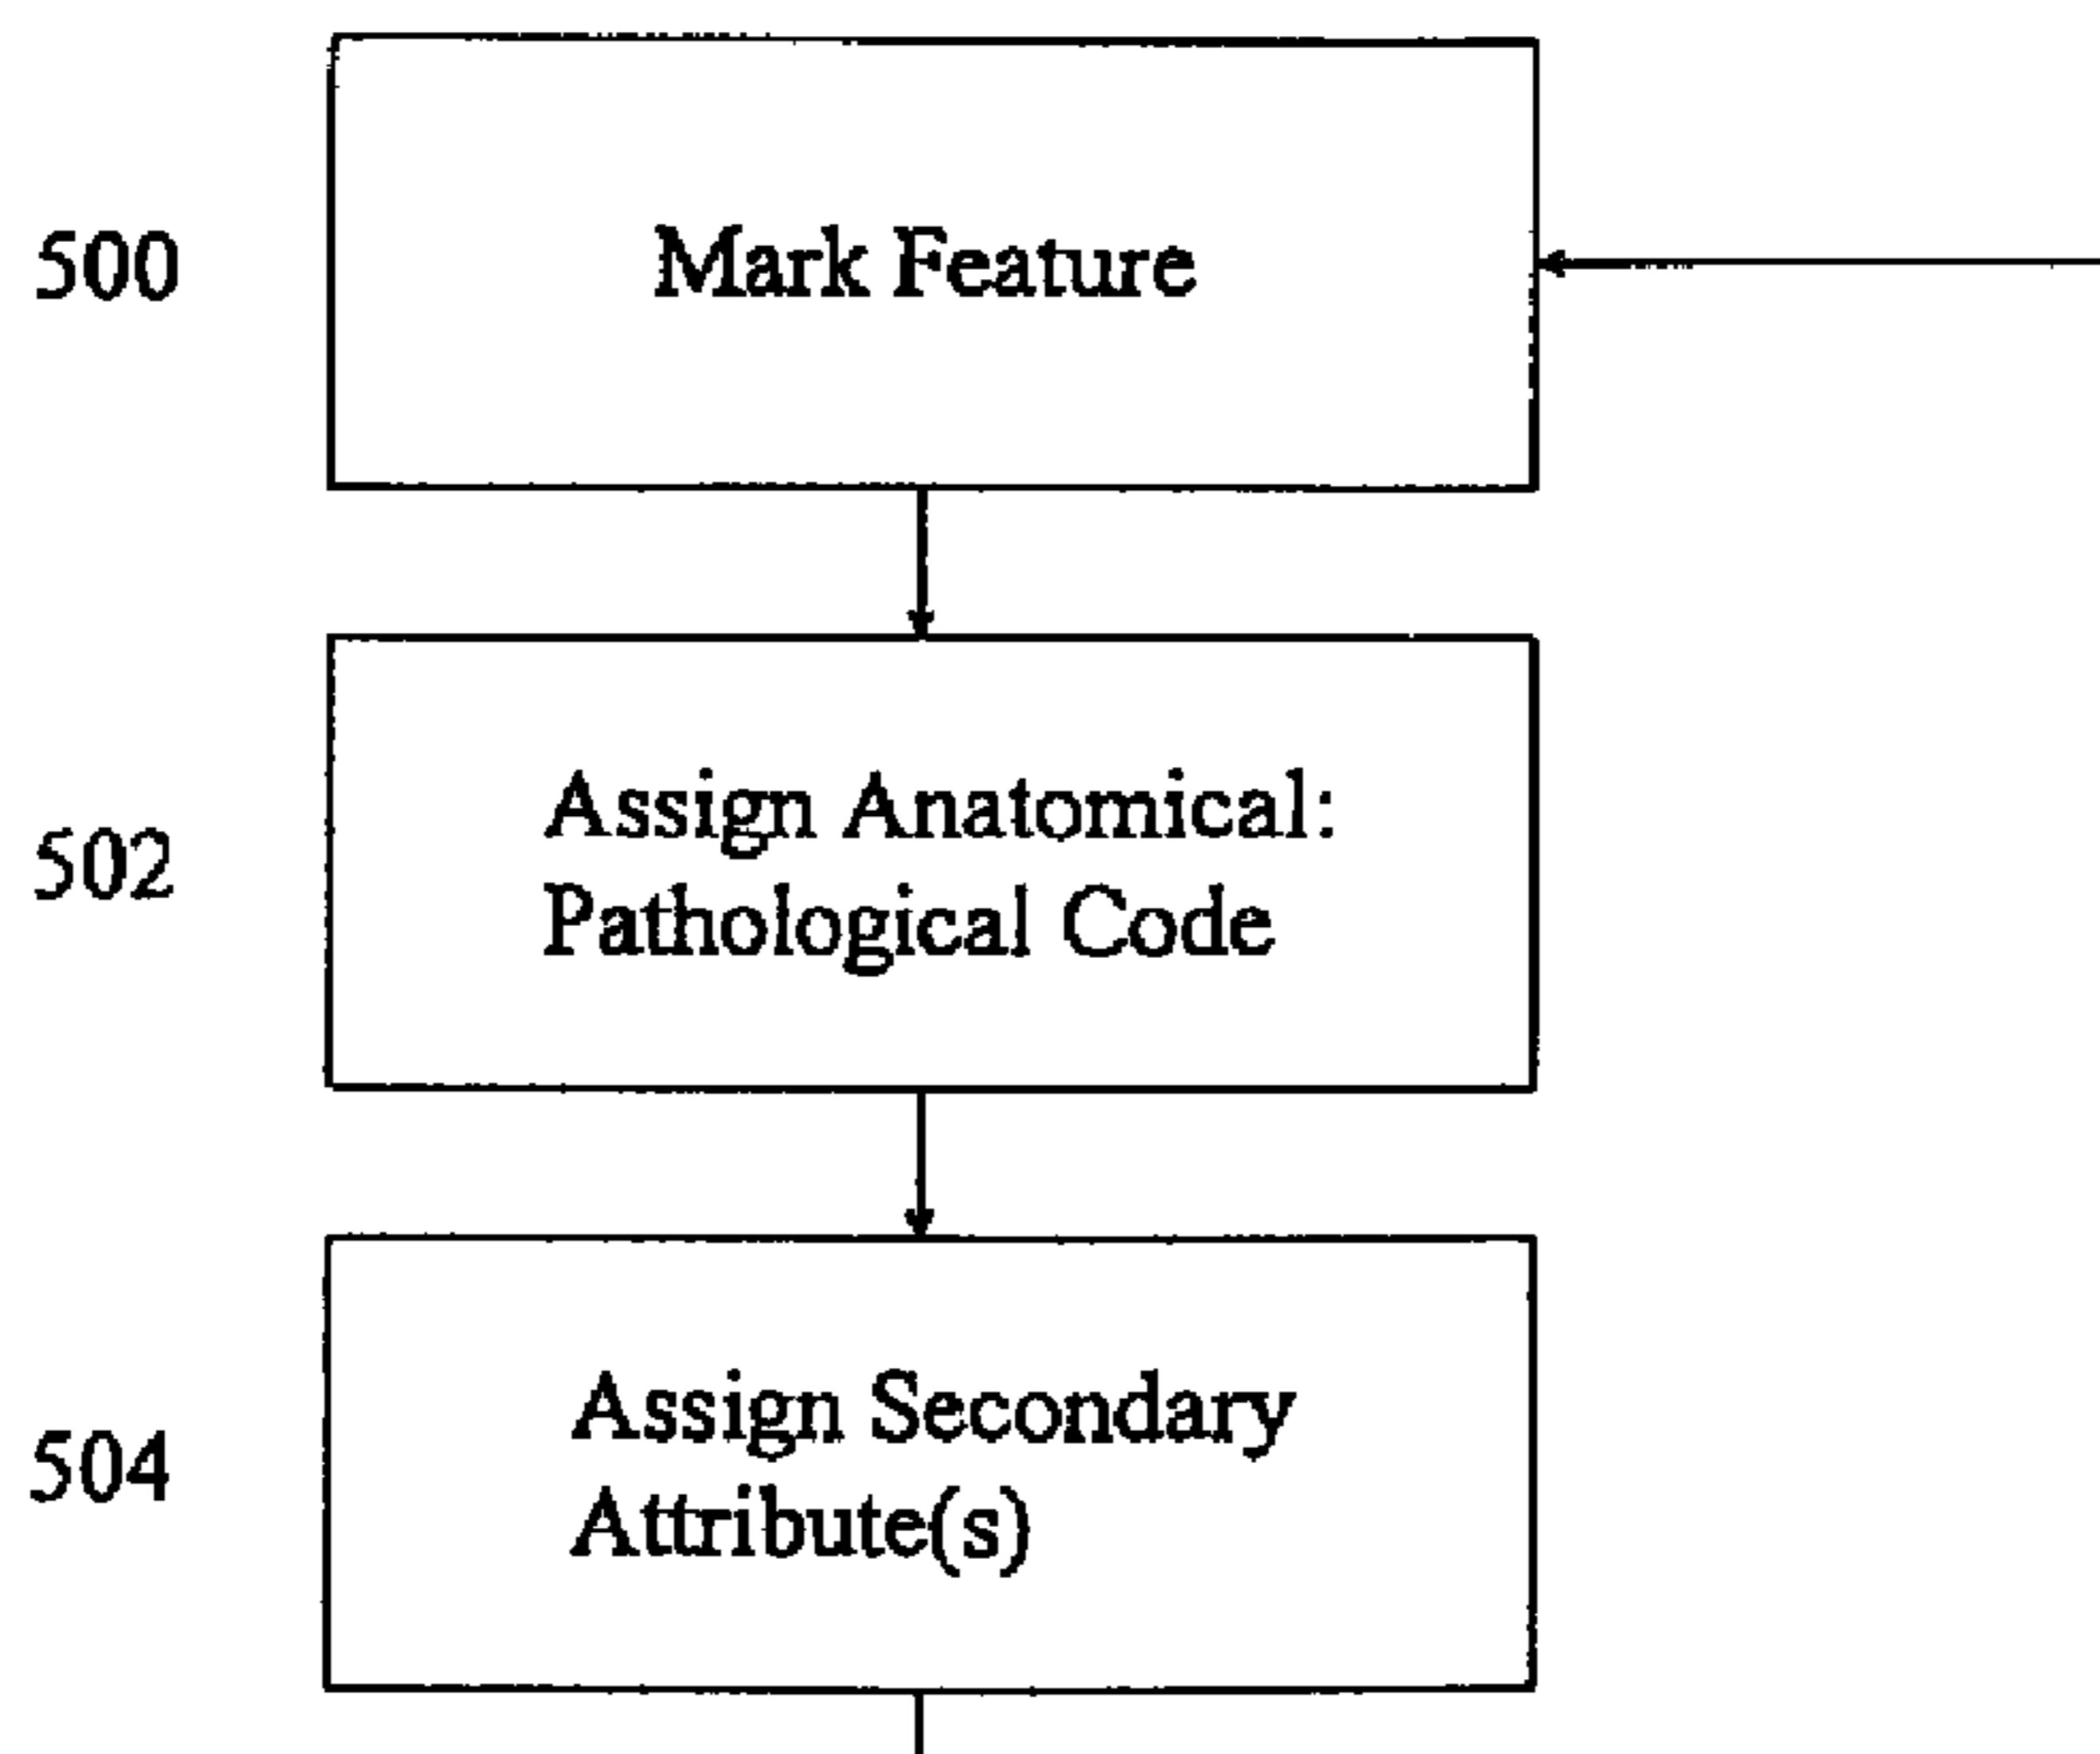 500
Mark Feature
502
Assign Anatomical:
Pathological Code
504
Assign Secondary
Attribute(s)